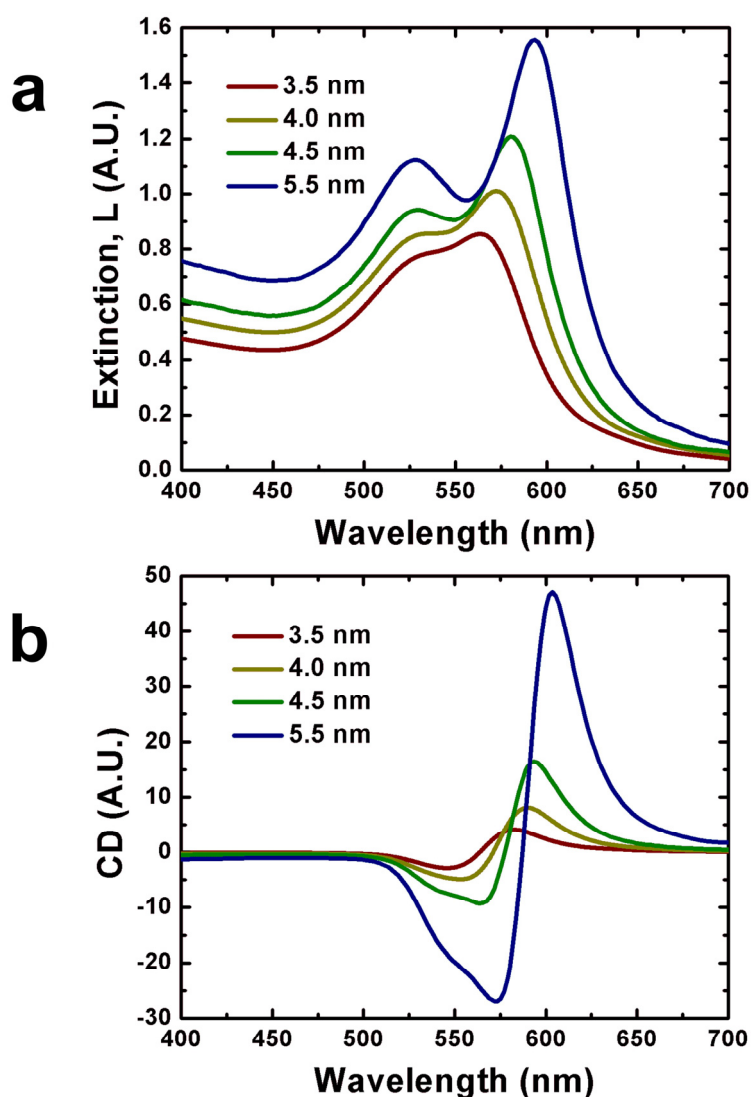 a
Extinction, L (A.U.)
1.6
1.4
1.2
1.0
0.8
0.6
0.4
0.2
0.0
3.5 nm
4.0 nm
4.5 nm
5.5 nm
400 450 500 550 600 650 700
Wavelength (nm)
b
CD (A.U.)
50
40
30
20
10
0
-10
-20
-30
3.5 nm
4.0 nm
4.5 nm
5.5 nm
400 450 500 550 600 650 700
Wavelength (nm)